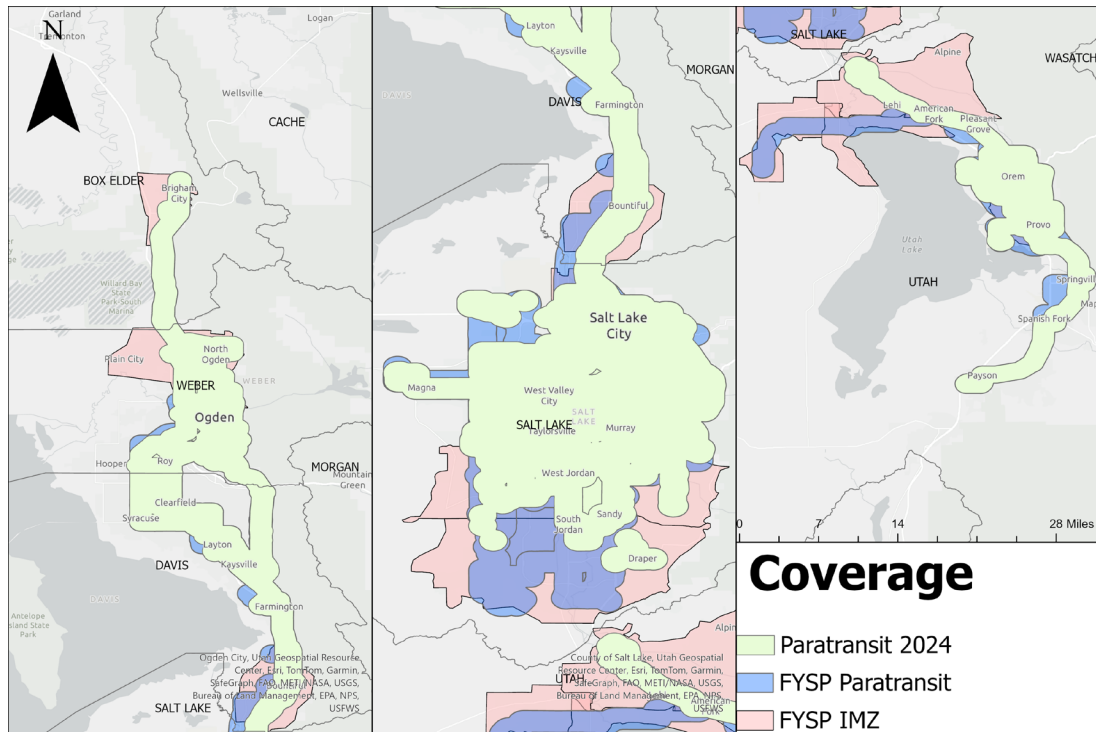 Garland
Tremonton
N
Logan
Wellsville
CACHE
BOX ELDER
Brigham
City
Willard Bay
State
Park South
Marina
Plain City
North
Ogden
WEBER
WEBER
Ogden
Hooper
Roy
MORGAN
Mountain
Green
Clearfield
Syracuse
Layton
DAVIS
Kaysville
DAVIS
Farmington
Antelope
Island State
Park
Ogden City, Utah Geospatial Resource
Center, Esri, TomTom, Garmin,
SafeGraph, FAO, METI/NASA, USGS,
Bureau of Land Management, EPA, NPS,
USFWS
Bountiful
SALT LAKE
Layton
Kaysville
MORGAN
DAVIS
DAVIS
Farmington
Bountiful
Salt Lake
City
Magna
West Valley
City
SALT
LAKE
SALT LAKE
Taylorsville
Murray
West Jordan
South
Jordan
Sandy
Draper
Alpin
County of Salt Lake, Utah Geospatial
Resource Center, Esri, TomTom, Garmin,
SafeGraph, FAO, METI/NASA, USGS,
Bureau of Land Management, EPA, NPS,
USFWS
UTAH
American
Fork
SALT LAKE
Alpine
WASATCH
Lehi
American
Fork
Pleasant
Grove
Orem
Provo
Utah
Lake
UTAH
Springvill
Map
Spanish Fork
Payson
0 7 14 28 Miles
Coverage
Paratransit 2024
FYSP Paratransit
FYSP IMZ